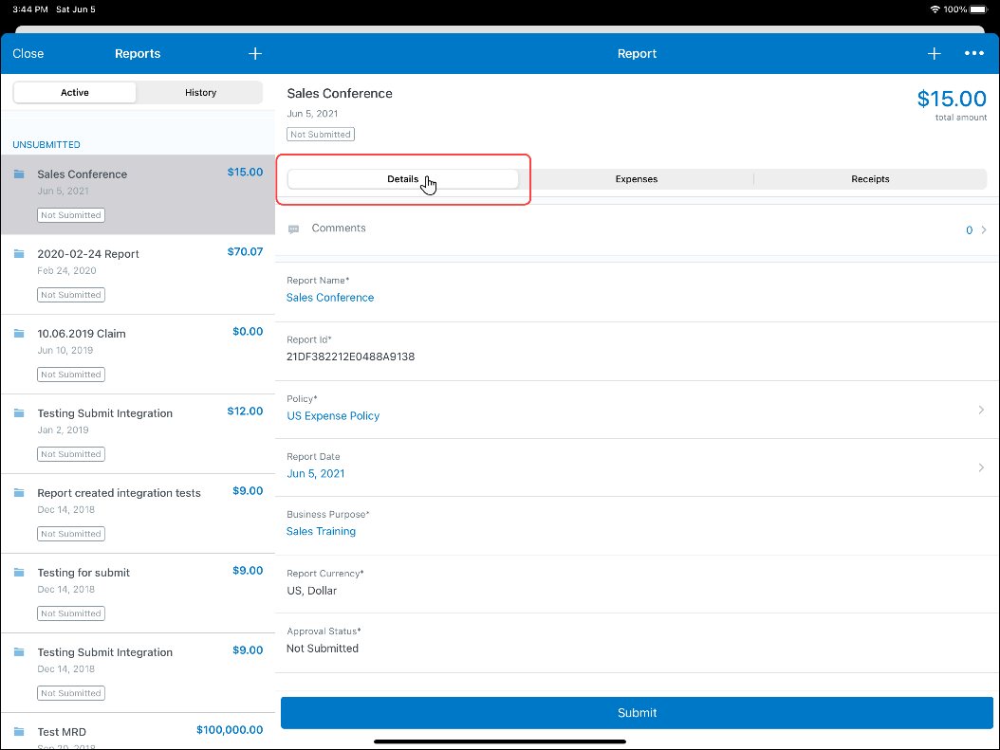 3:44 PM Sat Jun 5 100%
Close Reports + Report + •••
Active History
UNSUBMITTED
Sales Conference $15.00
Jun 5, 2021
Not Submitted
2020-02-24 Report $70.07
Feb 24, 2020
Not Submitted
10.06.2019 Claim $0.00
Jun 10, 2019
Not Submitted
Testing Submit Integration $12.00
Jan 2, 2019
Not Submitted
Report created integration tests $9.00
Dec 14, 2018
Not Submitted
Testing for submit $9.00
Dec 14, 2018
Not Submitted
Testing Submit Integration $9.00
Dec 14, 2018
Not Submitted
Test MRD $100,000.00
Sep 20, 2018
Sales Conference $15.00
Jun 5, 2021 total amount
Not Submitted
Details Expenses Receipts
Comments 0
Report Name*
Sales Conference
Report Id*
21DF382212E0488A9138
Policy*
US Expense Policy
Report Date
Jun 5, 2021
Business Purpose*
Sales Training
Report Currency*
US, Dollar
Approval Status*
Not Submitted
Submit